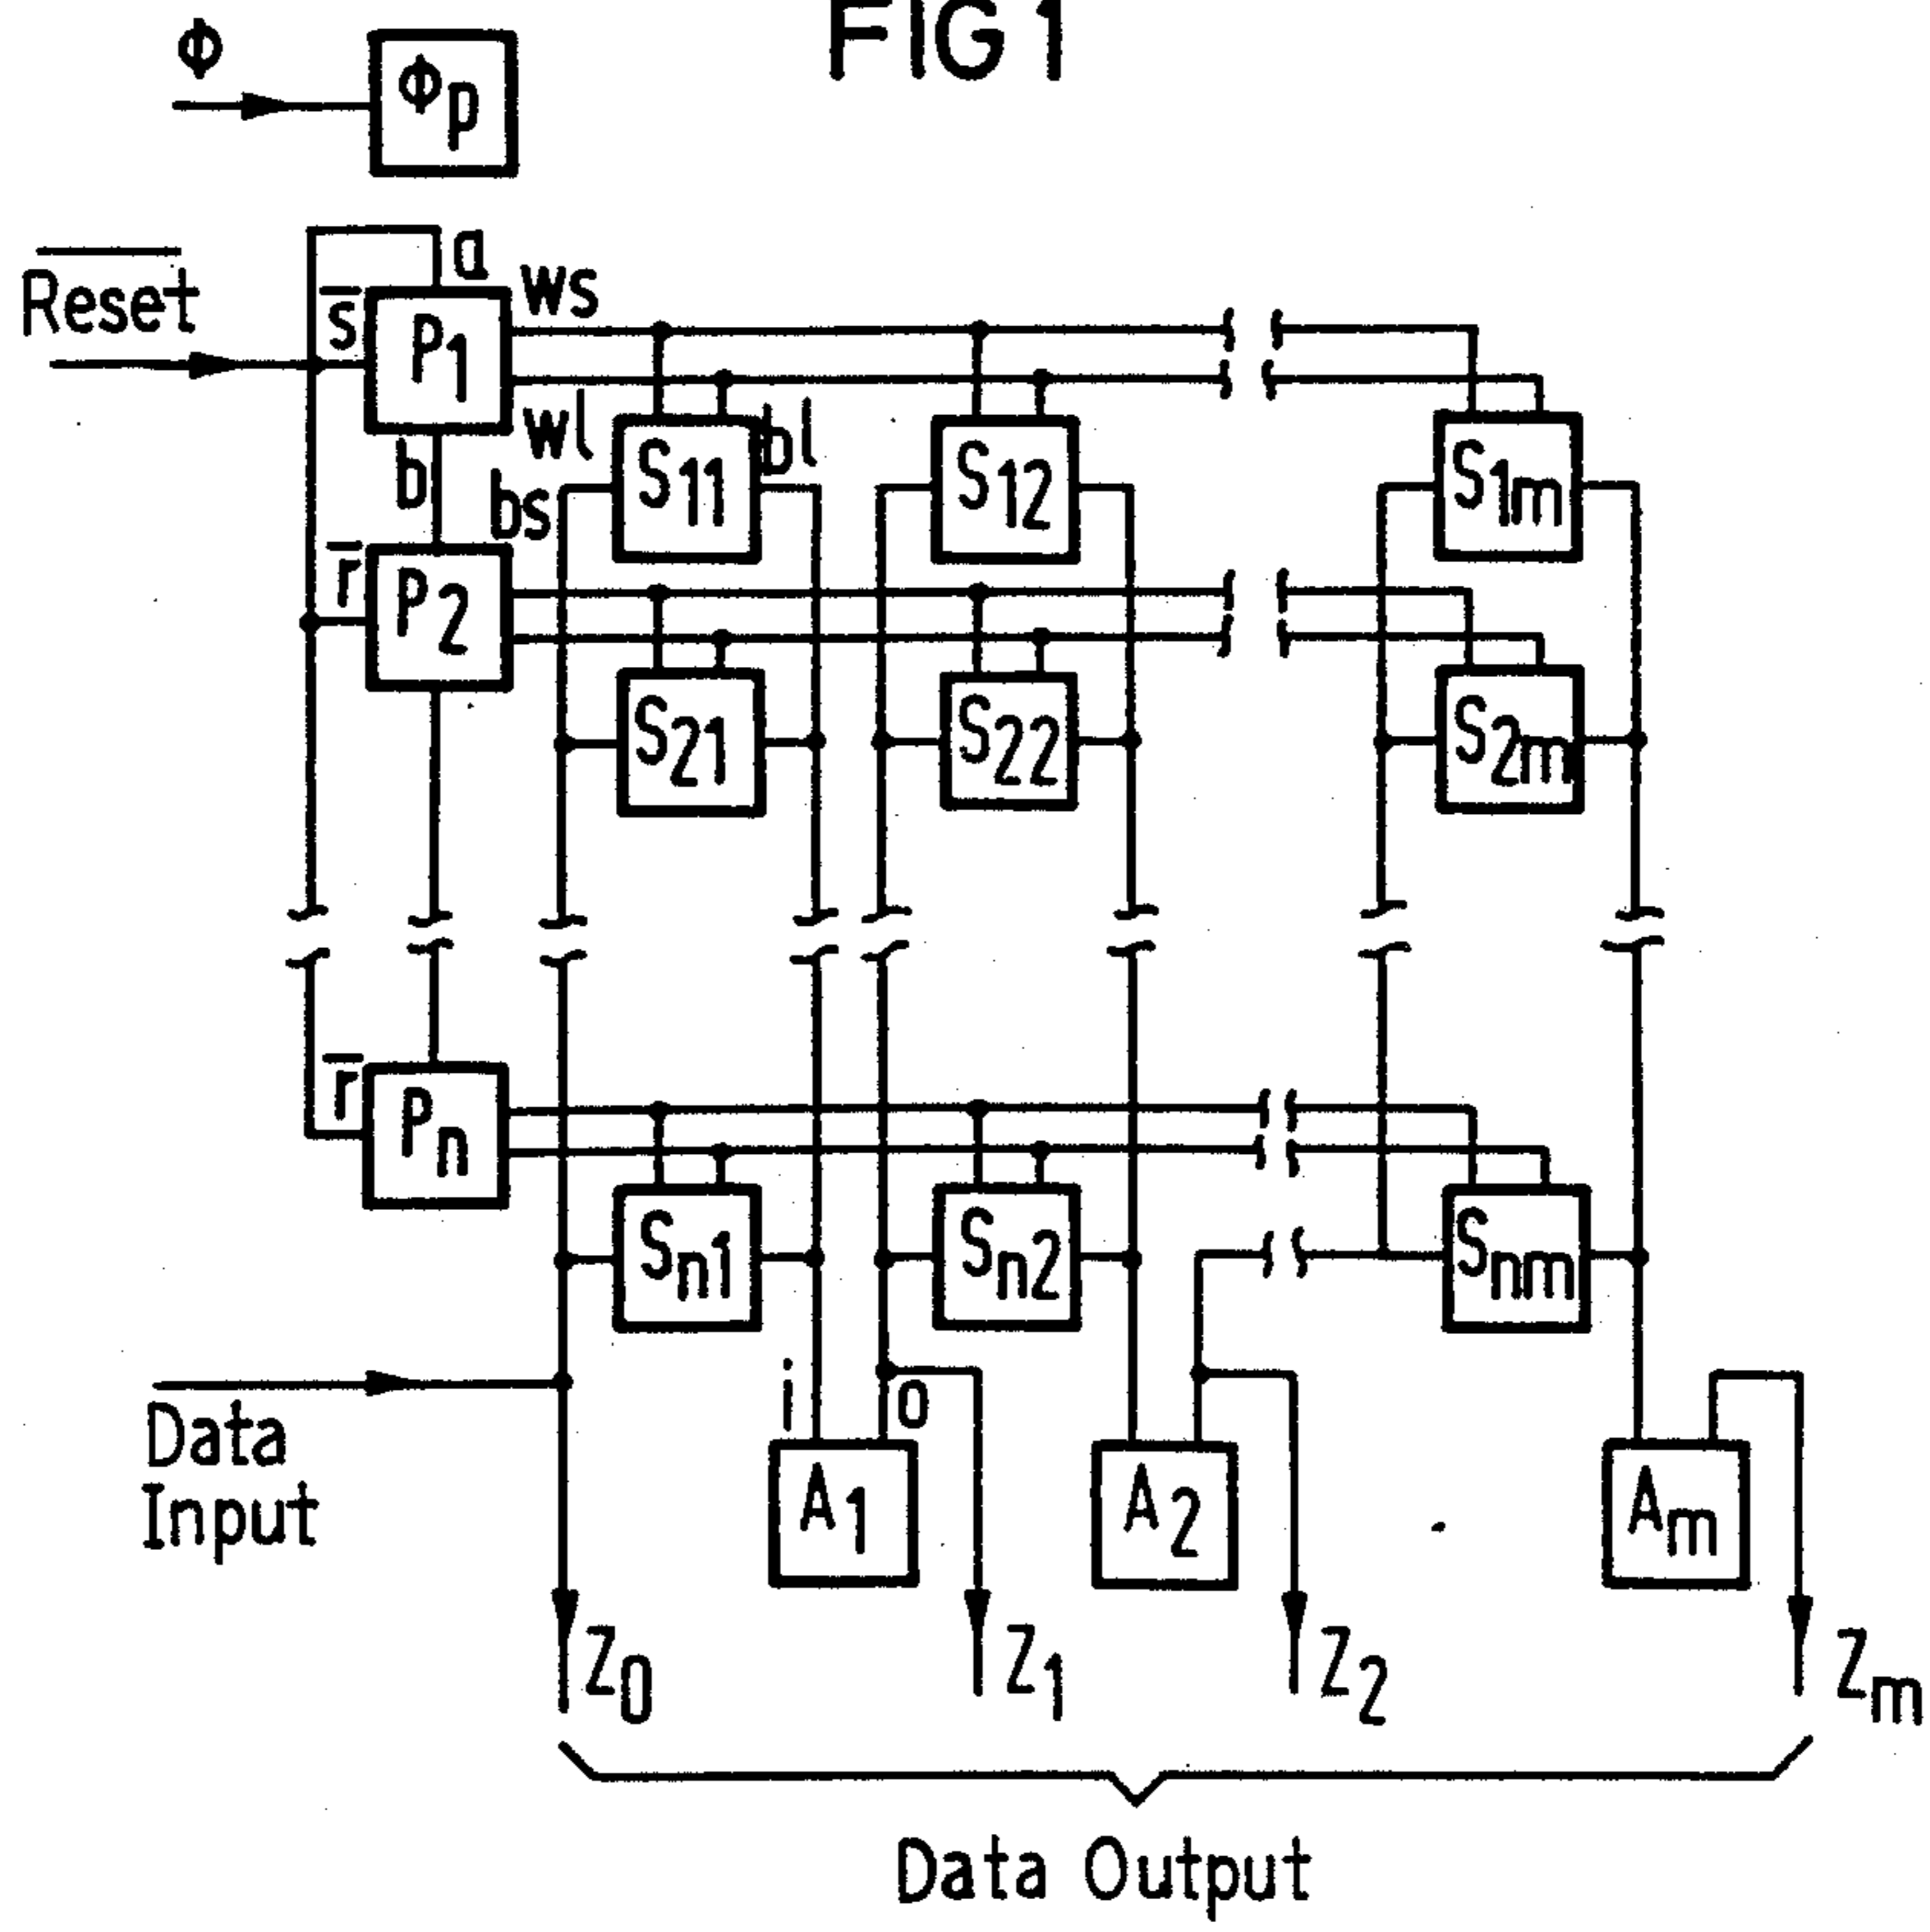 FIG 1
Φ
Φp
Reset
a
s
P1
ws
wl
bl
b
bs
S11
S12
S1m
r
P2
S21
S22
S2m
r
Pn
Sn1
Sn2
Snm
Data
Input
i
o
A1
A2
Am
Z0
Z1
Z2
Zm
Data Output